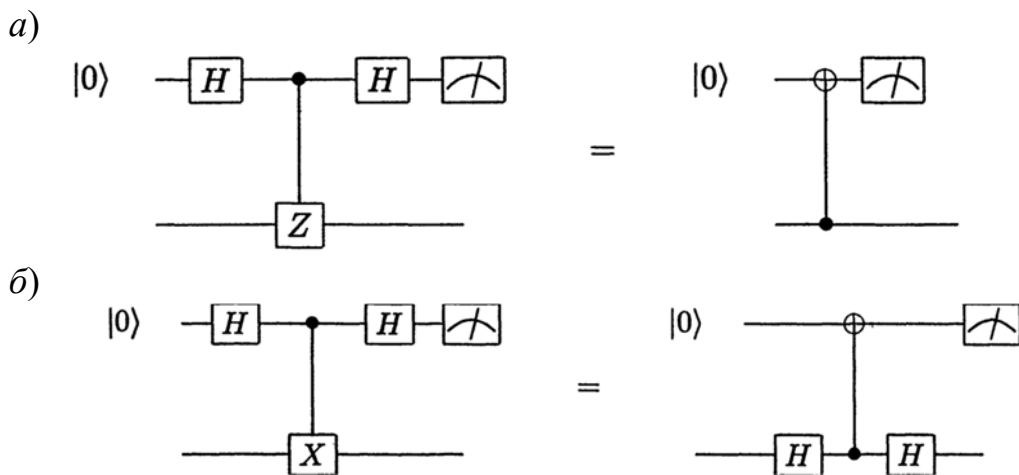 а)
|0⟩ H H = |0⟩
Z
б)
|0⟩ H H = |0⟩
X H H